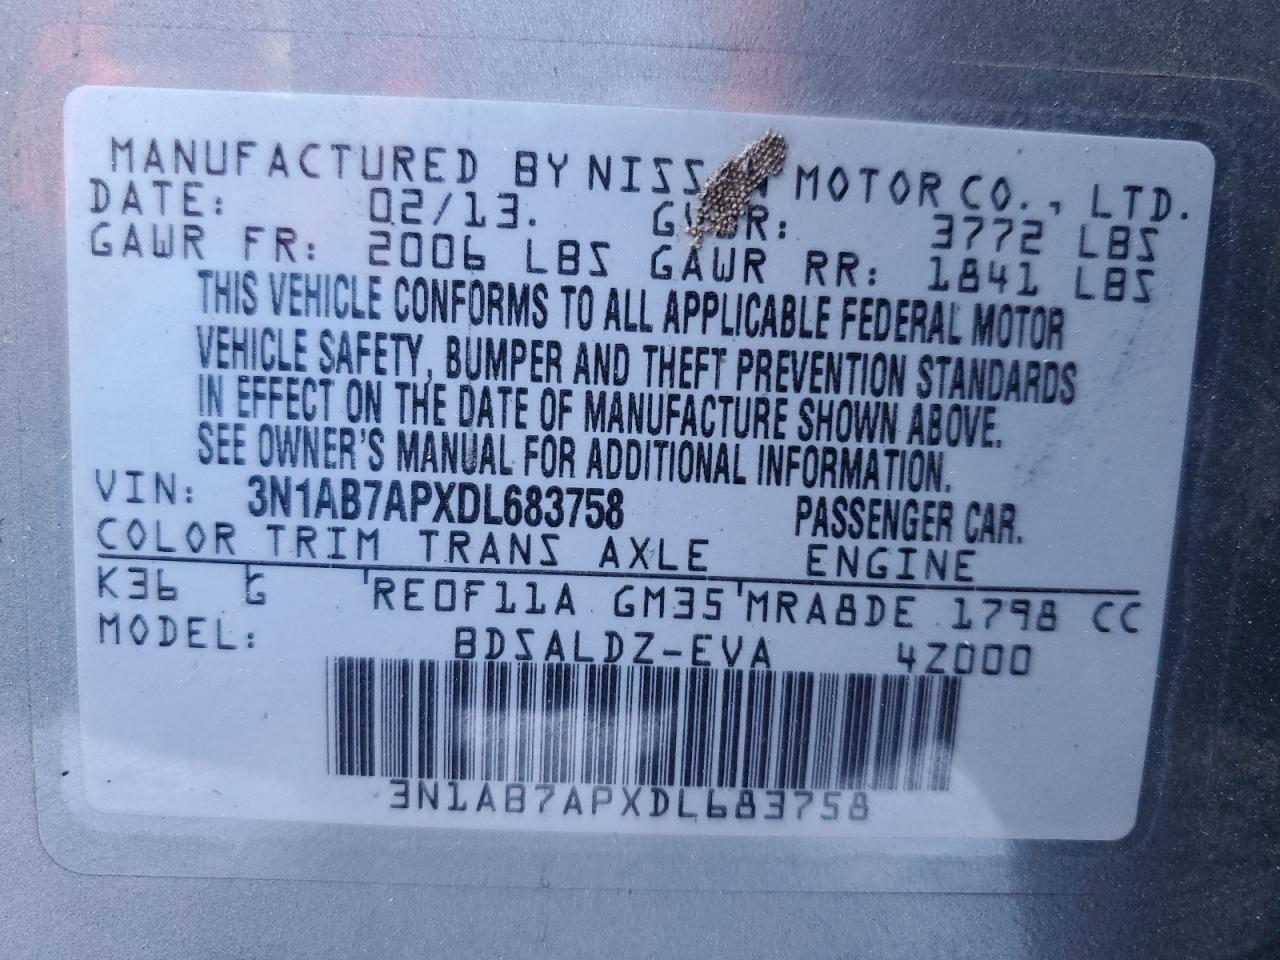 MANUFACTURED BY NISSAN MOTOR CO., LTD.
DATE: 02/13. GVWR: 3772 LBS
GAWR FR: 2006 LBS GAWR RR: 1841 LBS
THIS VEHICLE CONFORMS TO ALL APPLICABLE FEDERAL MOTOR
VEHICLE SAFETY, BUMPER AND THEFT PREVENTION STANDARDS
IN EFFECT ON THE DATE OF MANUFACTURE SHOWN ABOVE.
SEE OWNER'S MANUAL FOR ADDITIONAL INFORMATION.
VIN: 3N1AB7APXDL683758 PASSENGER CAR.
COLOR TRIM TRANS AXLE ENGINE
K36 G 'RE0F11A GM35'MRA8DE 1798 CC
MODEL: BDSALDZ-EVA 4Z000
3N1AB7APXDL683758